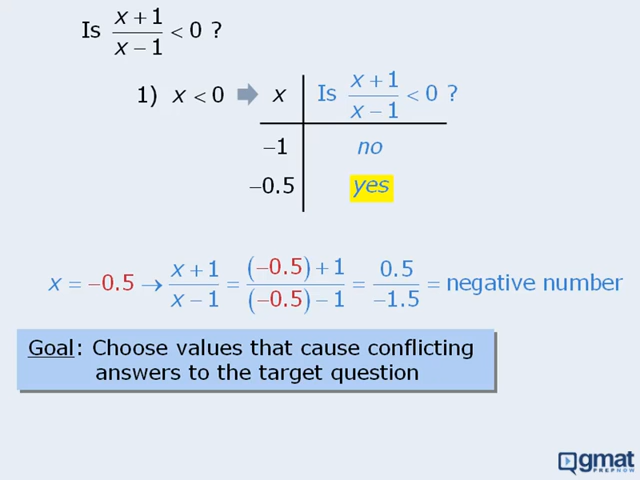 Is (x + 1)/(x − 1) < 0 ?
1) x < 0 ➡ x | Is (x + 1)/(x − 1) < 0 ?
−1 no
−0.5 yes
x = −0.5 → (x + 1)/(x − 1) = ((−0.5) + 1)/((−0.5) − 1) = 0.5/−1.5 = negative number
Goal: Choose values that cause conflicting
answers to the target question
gmat
PREPNOW